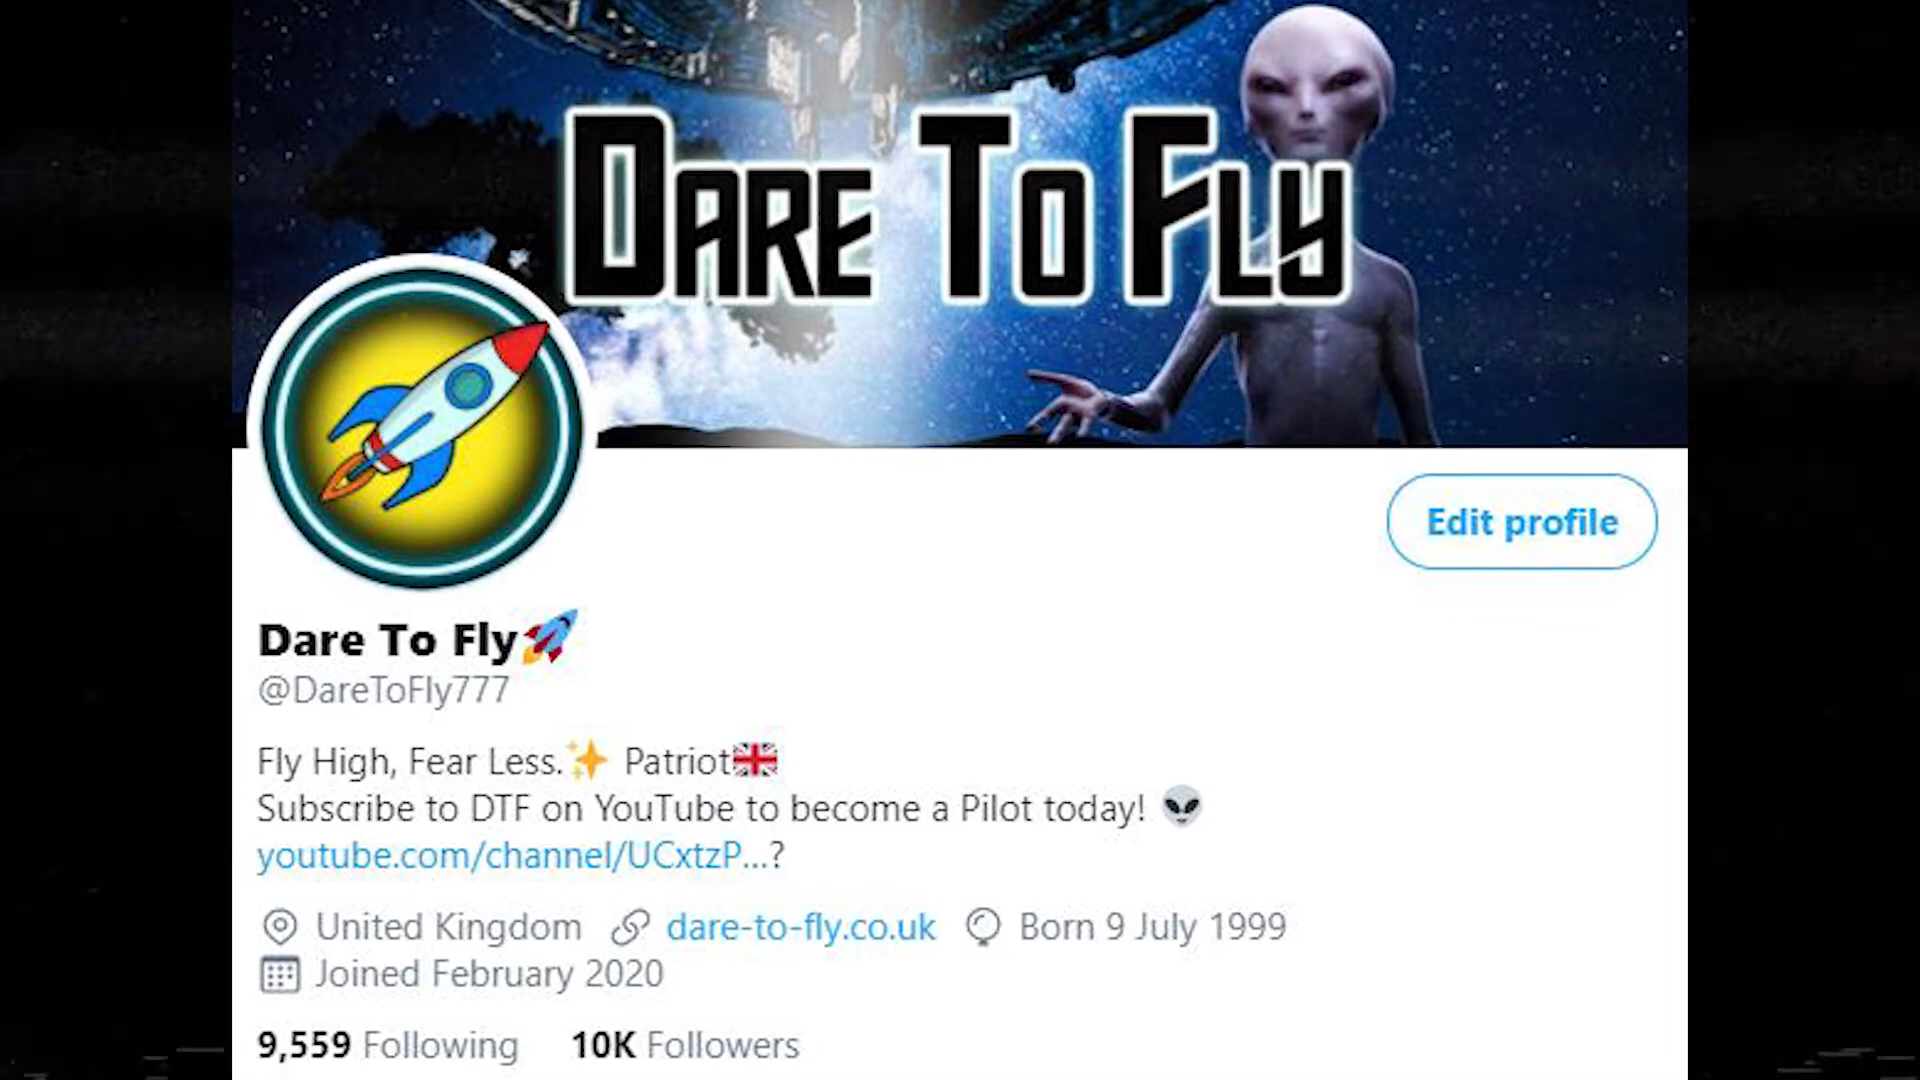 DARE TO FLY
Edit profile
Dare To Fly🚀
@DareToFly777
Fly High, Fear Less.✨ Patriot🇬🇧
Subscribe to DTF on YouTube to become a Pilot today! 👽
youtube.com/channel/UCxtzP...?
United Kingdom dare-to-fly.co.uk Born 9 July 1999
Joined February 2020
9,559 Following 10K Followers